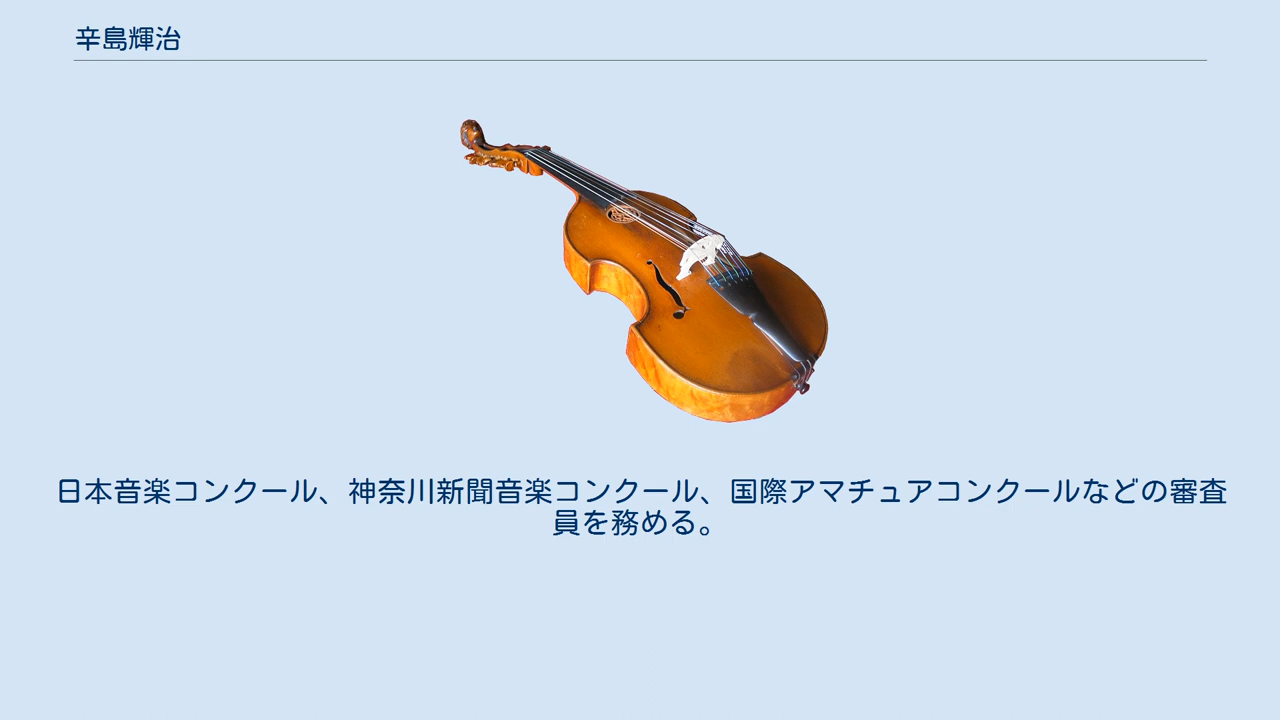 辛島輝治
日本音楽コンクール、神奈川新聞音楽コンクール、国際アマチュアコンクールなどの審査
員を務める。